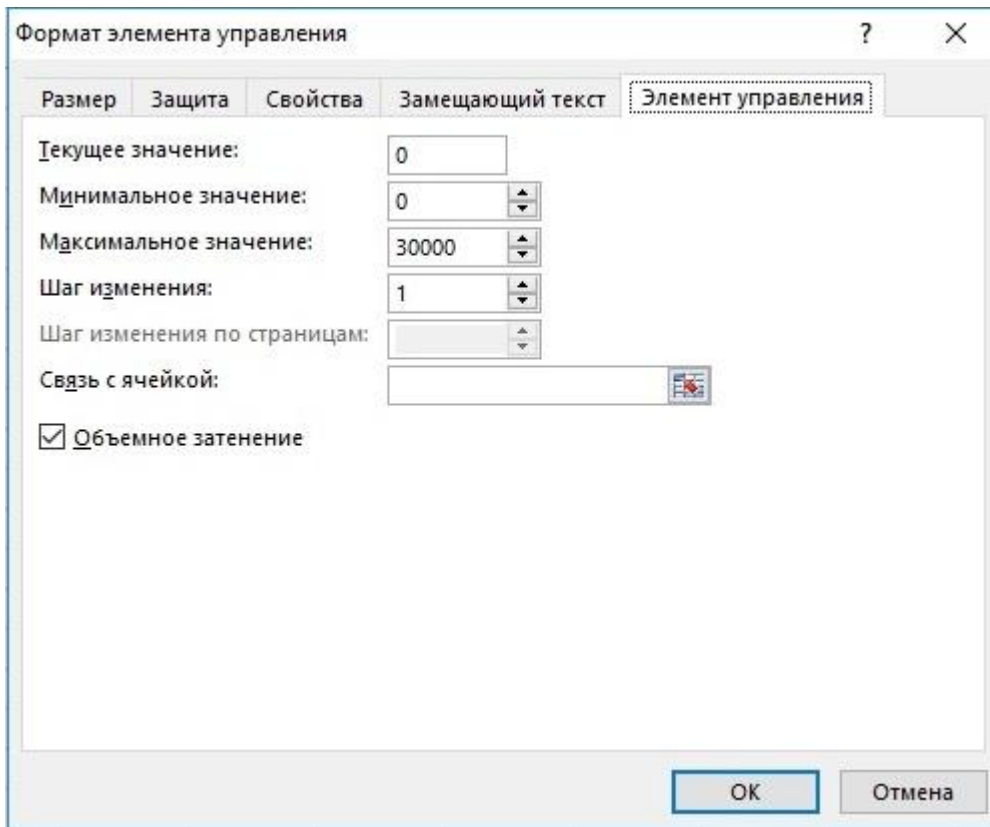 Формат элемента управления ? ×
Размер Защита Свойства Замещающий текст Элемент управления
Текущее значение: 0
Минимальное значение: 0
Максимальное значение: 30000
Шаг изменения: 1
Шаг изменения по страницам:
Связь с ячейкой:
Объемное затенение
ОК Отмена